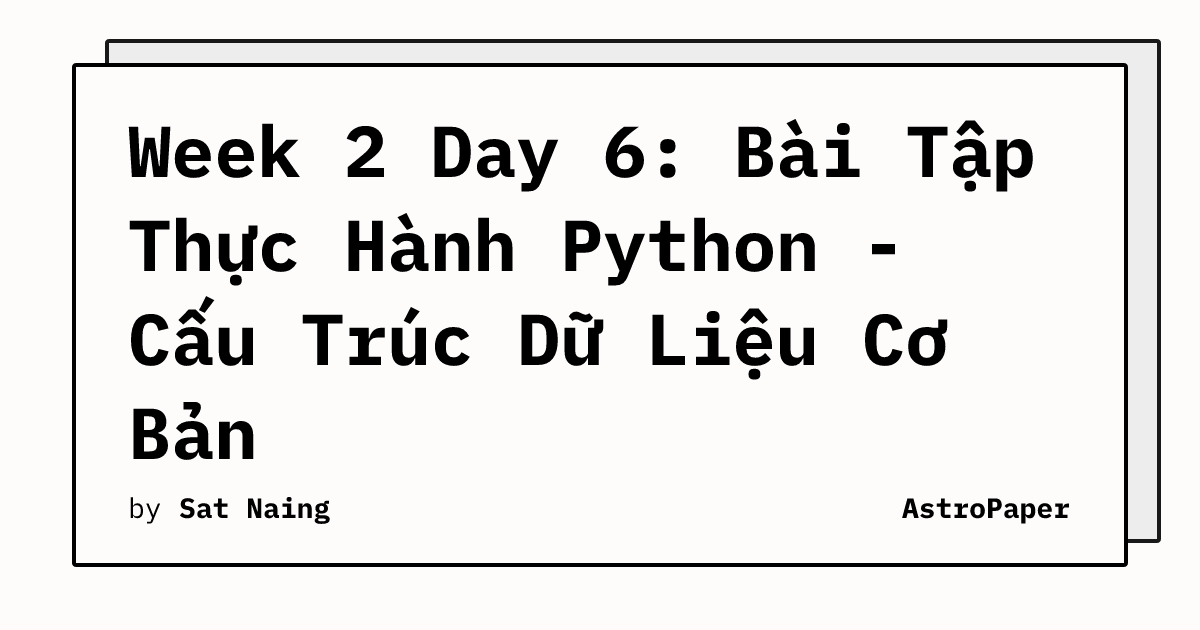 Week 2 Day 6: Bài Tập
Thực Hành Python -
Cấu Trúc Dữ Liệu Cơ
Bản
by Sat Naing
AstroPaper